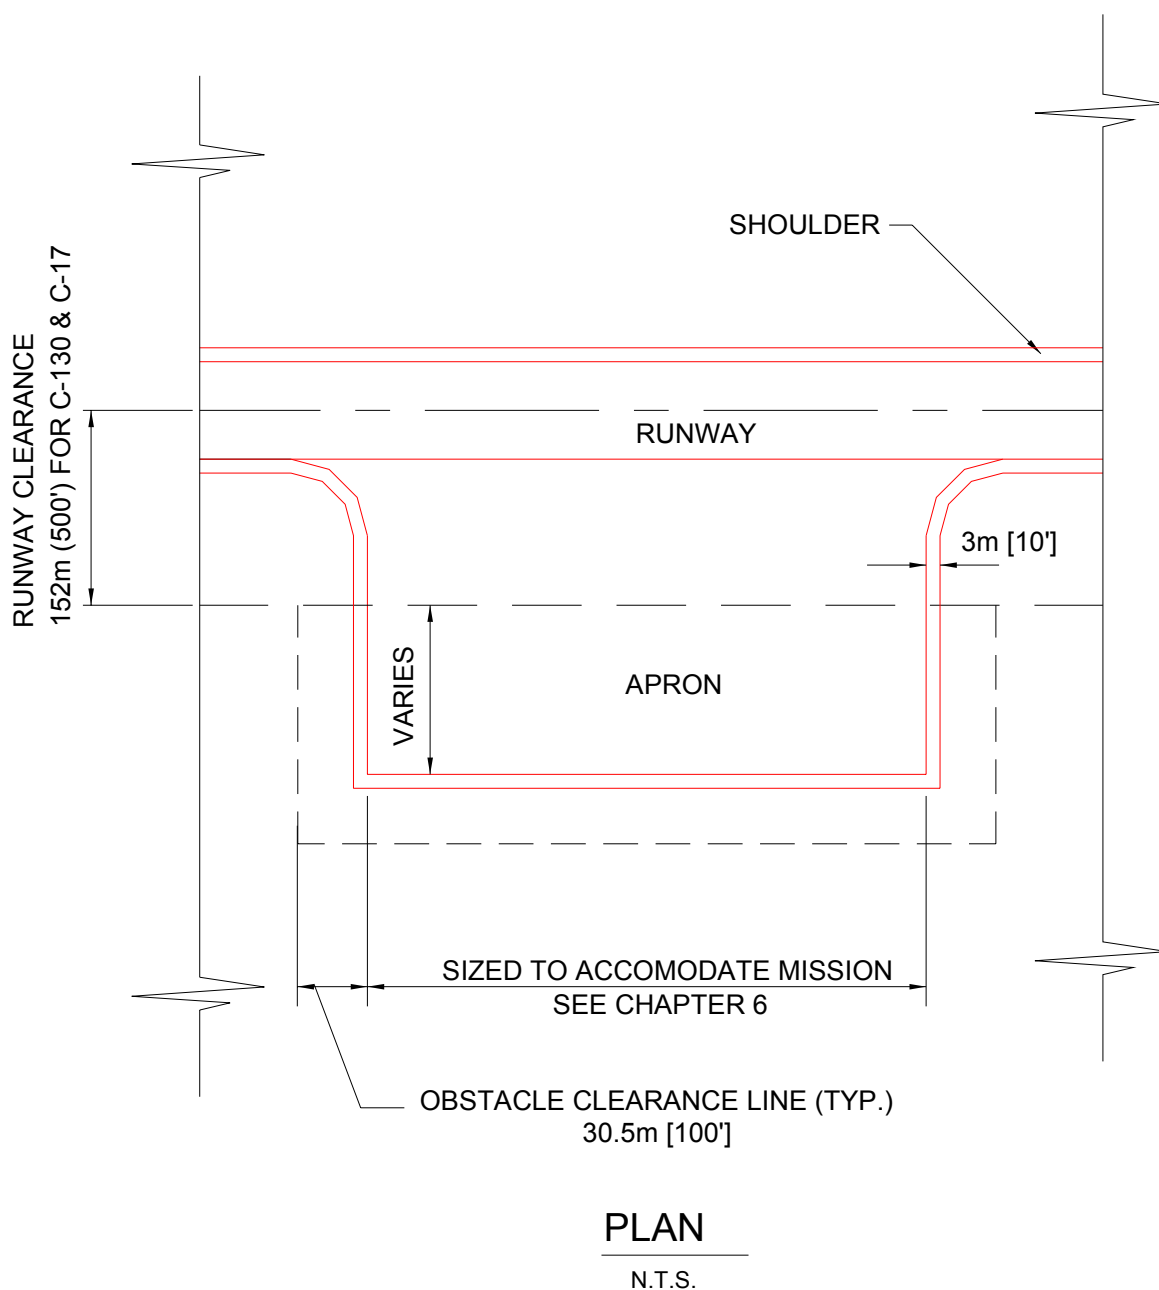 SHOULDER
RUNWAY CLEARANCE
152m (500') FOR C-130 & C-17
RUNWAY
3m [10']
VARIES
APRON
SIZED TO ACCOMODATE MISSION
SEE CHAPTER 6
OBSTACLE CLEARANCE LINE (TYP.)
30.5m [100']
PLAN
N.T.S.